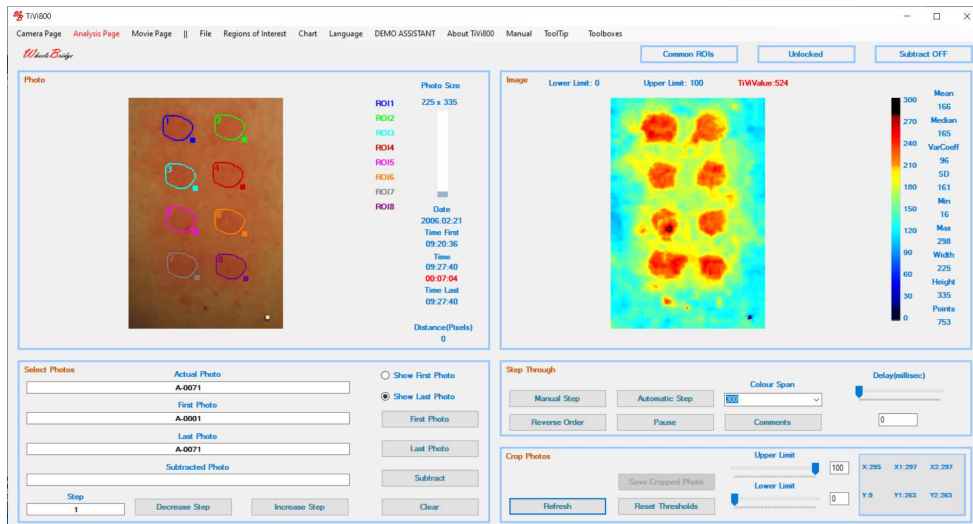 TiVi800
Camera Page Analysis Page Movie Page || File Regions of Interest Chart Language DEMO ASSISTANT About TiVi800 Manual ToolTip Toolboxes
WheelsBridge
Common ROIs Unlocked Subtract OFF
Photo
Photo Size
225 x 335
ROI1
ROI2
ROI3
ROI4
ROI5
ROI6
ROI7
ROI8
1
2
3
4
5
6
7
8
Date
2006:02:21
Time First
09:20:36
Time
09:27:40
00:07:04
Time Last
09:27:40
Distance(Pixels)
0
Image Lower Limit: 0 Upper Limit: 100 TiViValue:524
300
270
240
210
180
150
120
90
60
30
0
Mean
166
Median
165
VarCoeff
96
SD
161
Min
16
Max
298
Width
225
Height
335
Points
753
Select Photos
Actual Photo
A-0071
First Photo
A-0001
Last Photo
A-0071
Subtracted Photo
Step
1
Decrease Step Increase Step
Show First Photo
Show Last Photo
First Photo
Last Photo
Subtract
Clear
Step Through
Manual Step Automatic Step
Reverse Order Pause Comments
Colour Span
300
Delay(millisec)
0
Crop Photos
Save Cropped Photo
Refresh Reset Thresholds
Upper Limit
100
Lower Limit
0
X:295 X1:297 X2:297
Y:9 Y1:263 Y2:263